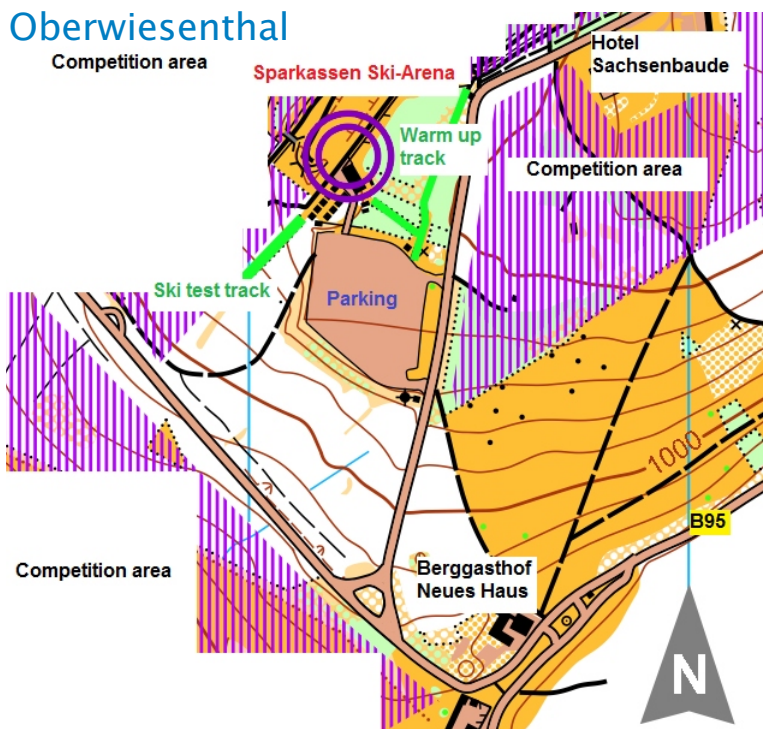 Oberwiesenthal
Competition area
Sparkassen Ski-Arena
Hotel
Sachsenbaude
Warm up
track
Competition area
Ski test track
Parking
1000
B95
Competition area
Berggasthof
Neues Haus
N